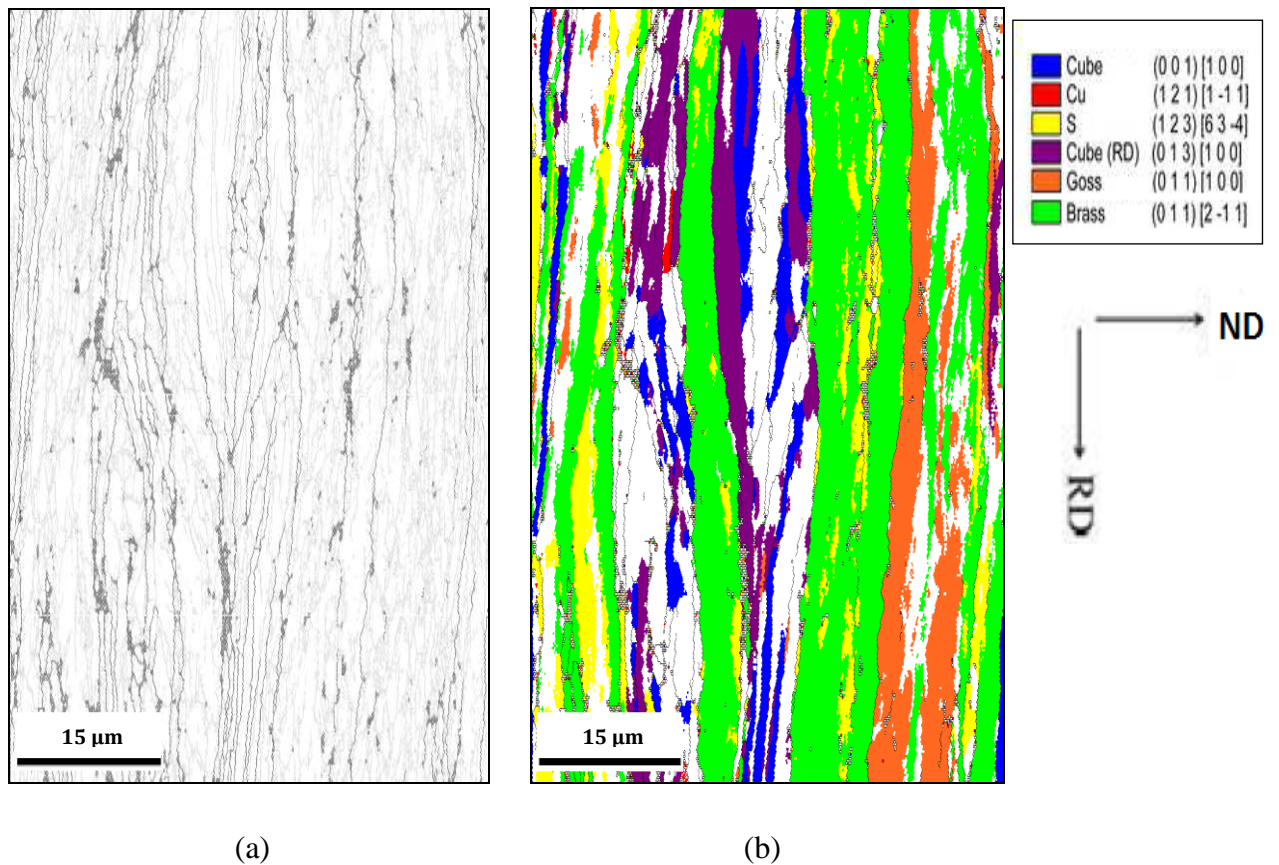 Cube (0 0 1) [1 0 0]
Cu (1 2 1) [1 -1 1]
S (1 2 3) [6 3 -4]
Cube (RD) (0 1 3) [1 0 0]
Goss (0 1 1) [1 0 0]
Brass (0 1 1) [2 -1 1]
ND
RD
15 µm
15 µm
(a)
(b)